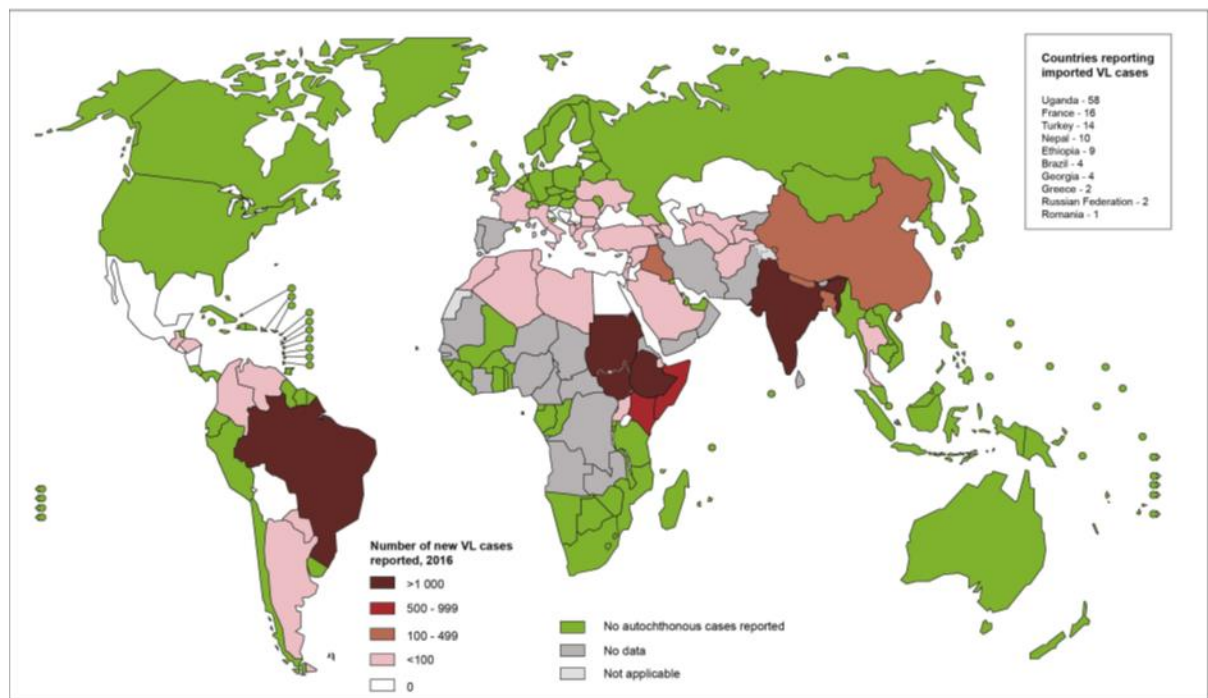 Countries reporting
imported VL cases
Uganda - 58
France - 16
Turkey - 14
Nepal - 10
Ethiopia - 9
Brazil - 4
Georgia - 4
Greece - 2
Russian Federation - 2
Romania - 1
Number of new VL cases
reported, 2016
>1 000
500 - 999
100 - 499
<100
0
No autochthonous cases reported
No data
Not applicable